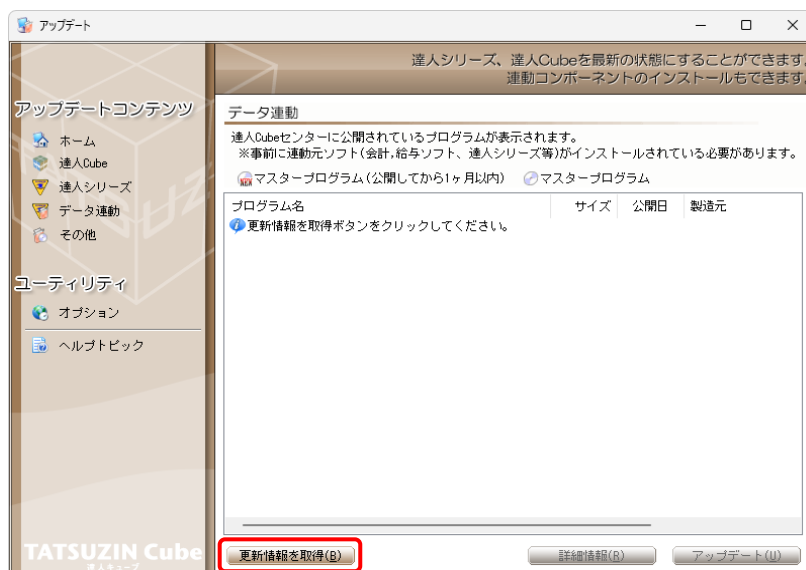 アップデート
達人シリーズ、達人Cubeを最新の状態にすることができます。
連動コンポーネントのインストールもできます。
アップデートコンテンツ
ホーム
達人Cube
達人シリーズ
データ連動
その他
ユーティリティ
オプション
ヘルプトピック
TATSUZIN Cube
達人キューブ
データ連動
達人Cubeセンターに公開されているプログラムが表示されます。
※事前に連動元ソフト(会計,給与ソフト、達人シリーズ等)がインストールされている必要があります。
マスタープログラム(公開してから1ヶ月以内) マスタープログラム
プログラム名 サイズ 公開日 製造元
更新情報を取得ボタンをクリックしてください。
更新情報を取得(B) 詳細情報(R) アップデート(U)